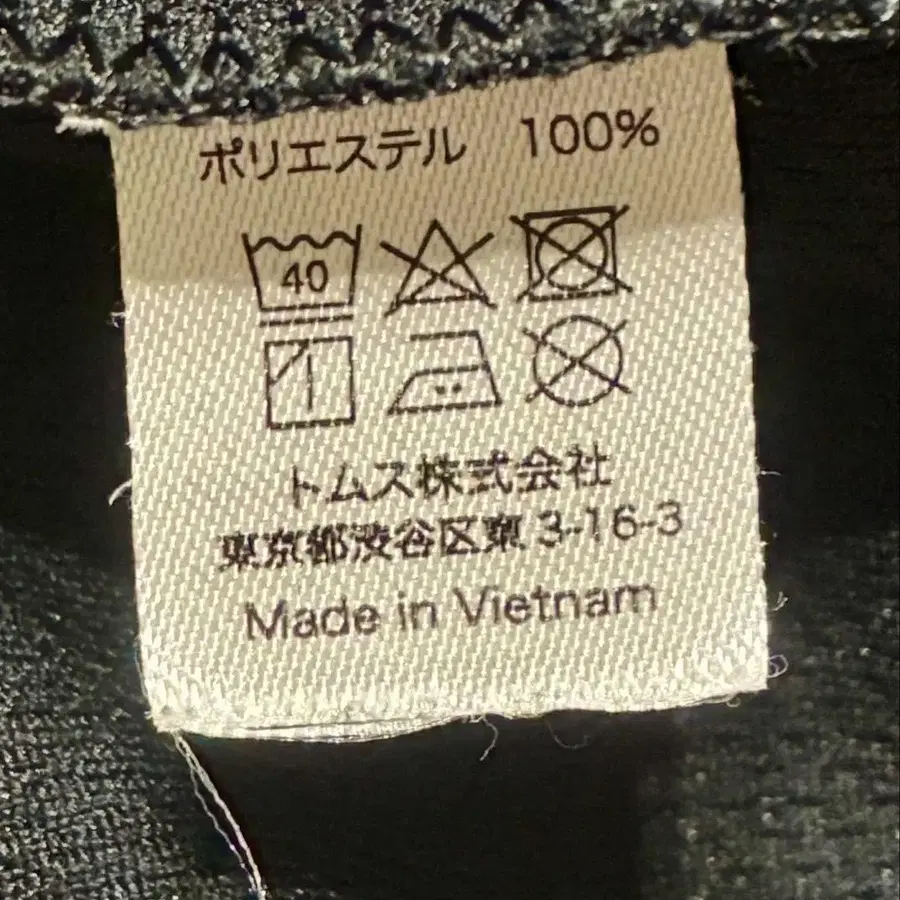 ポリエステル 100%
40
トムス株式会社
東京都渋谷区東3-16-3
Made in Vietnam